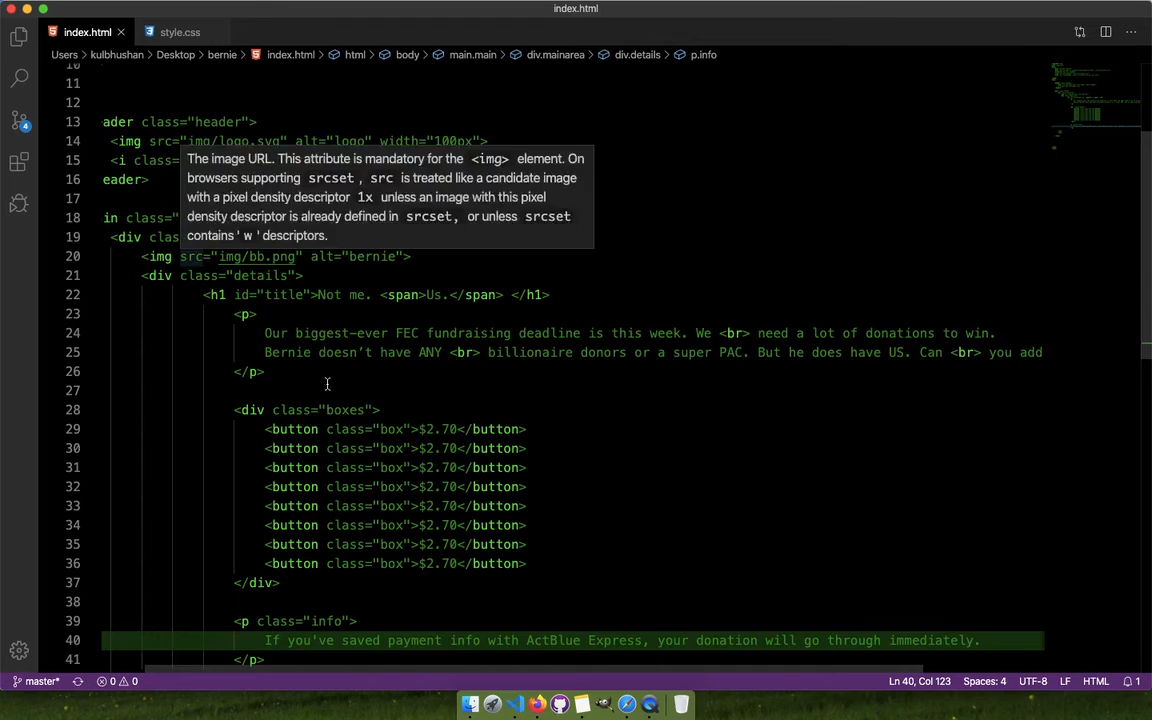 index.html
index.html
style.css
Users > kulbhushan > Desktop > bernie > index.html > html > body > main.main > div.mainarea > div.details > p.info
10
11
12
13 ader class="header">
14 <img src="img/logo.svg" alt="logo" width="100px">
15 <i class=
16 eader>
17
18 in class="
19 <div clas
The image URL. This attribute is mandatory for the <img> element. On
browsers supporting srcset, src is treated like a candidate image
with a pixel density descriptor 1x unless an image with this pixel
density descriptor is already defined in srcset, or unless srcset
contains 'w' descriptors.
20 <img src="img/bb.png" alt="bernie">
21 <div class="details">
22 <h1 id="title">Not me. <span>Us.</span> </h1>
23 <p>
24 Our biggest-ever FEC fundraising deadline is this week. We <br> need a lot of donations to win.
25 Bernie doesn’t have ANY <br> billionaire donors or a super PAC. But he does have US. Can <br> you add
26 </p>
27
28 <div class="boxes">
29 <button class="box">$2.70</button>
30 <button class="box">$2.70</button>
31 <button class="box">$2.70</button>
32 <button class="box">$2.70</button>
33 <button class="box">$2.70</button>
34 <button class="box">$2.70</button>
35 <button class="box">$2.70</button>
36 <button class="box">$2.70</button>
37 </div>
38
39 <p class="info">
40 If you've saved payment info with ActBlue Express, your donation will go through immediately.
41 </p>
4
master* 0 0 Ln 40, Col 123 Spaces: 4 UTF-8 LF HTML 1